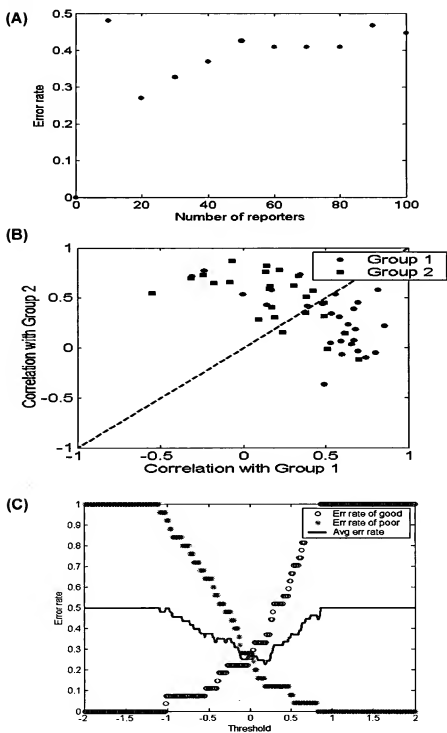 (A)
0.5
0.4
0.3
0.2
0.1
0
Error rate
0 20 40 60 80 100
Number of reporters
(B)
1
0.5
0
-0.5
-1
Correlation with Group 2
Group 1
Group 2
-1 -0.5 0 0.5 1
Correlation with Group 1
(C)
1
0.9
0.8
0.7
0.6
0.5
0.4
0.3
0.2
0.1
0
Error rate
Err rate of good
Err rate of poor
Avg err rate
-2 -1.5 -1 -0.5 0 0.5 1 1.5 2
Threshold